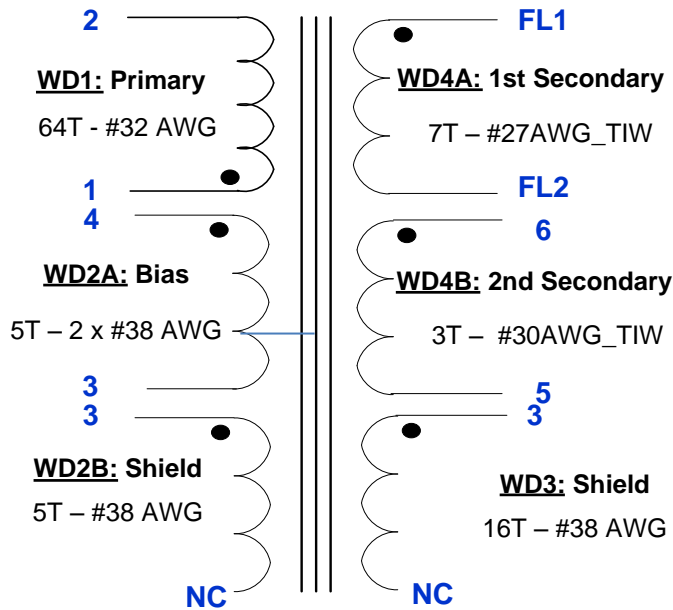 2
WD1: Primary
64T - #32 AWG
1
4
WD2A: Bias
5T – 2 x #38 AWG
3
3
WD2B: Shield
5T – #38 AWG
NC
FL1
WD4A: 1st Secondary
7T – #27AWG_TIW
FL2
6
WD4B: 2nd Secondary
3T – #30AWG_TIW
5
3
WD3: Shield
16T – #38 AWG
NC